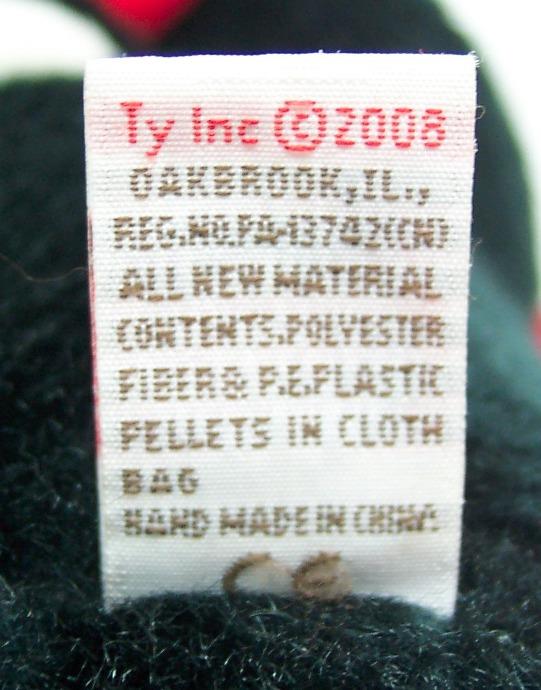 Ty Inc ©2008
OAKBROOK,IL.,
REG.NO.PA-13742(CN)
ALL NEW MATERIAL
CONTENTS.POLYESTER
FIBER& P.E.PLASTIC
PELLETS IN CLOTH
BAG
HAND MADE IN CHINA.
CE